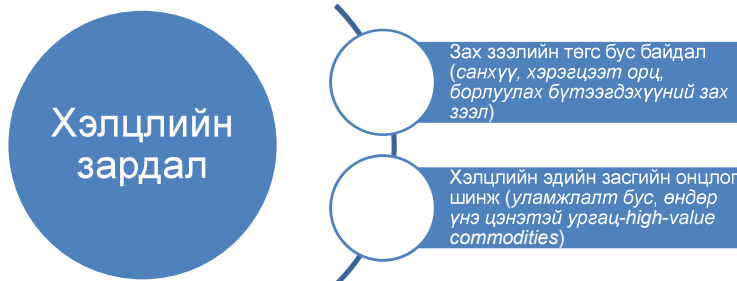 Хэлцлийн
зардал
Зах зээлийн төгс бус байдал
(санхүү, хэрэгцээт орц,
борлуулах бүтээгдэхүүний зах
зээл)
Хэлцлийн эдийн засгийн онцлог
шинж (уламжлалт бус, өндөр
үнэ цэнэтэй ургац-high-value
commodities)